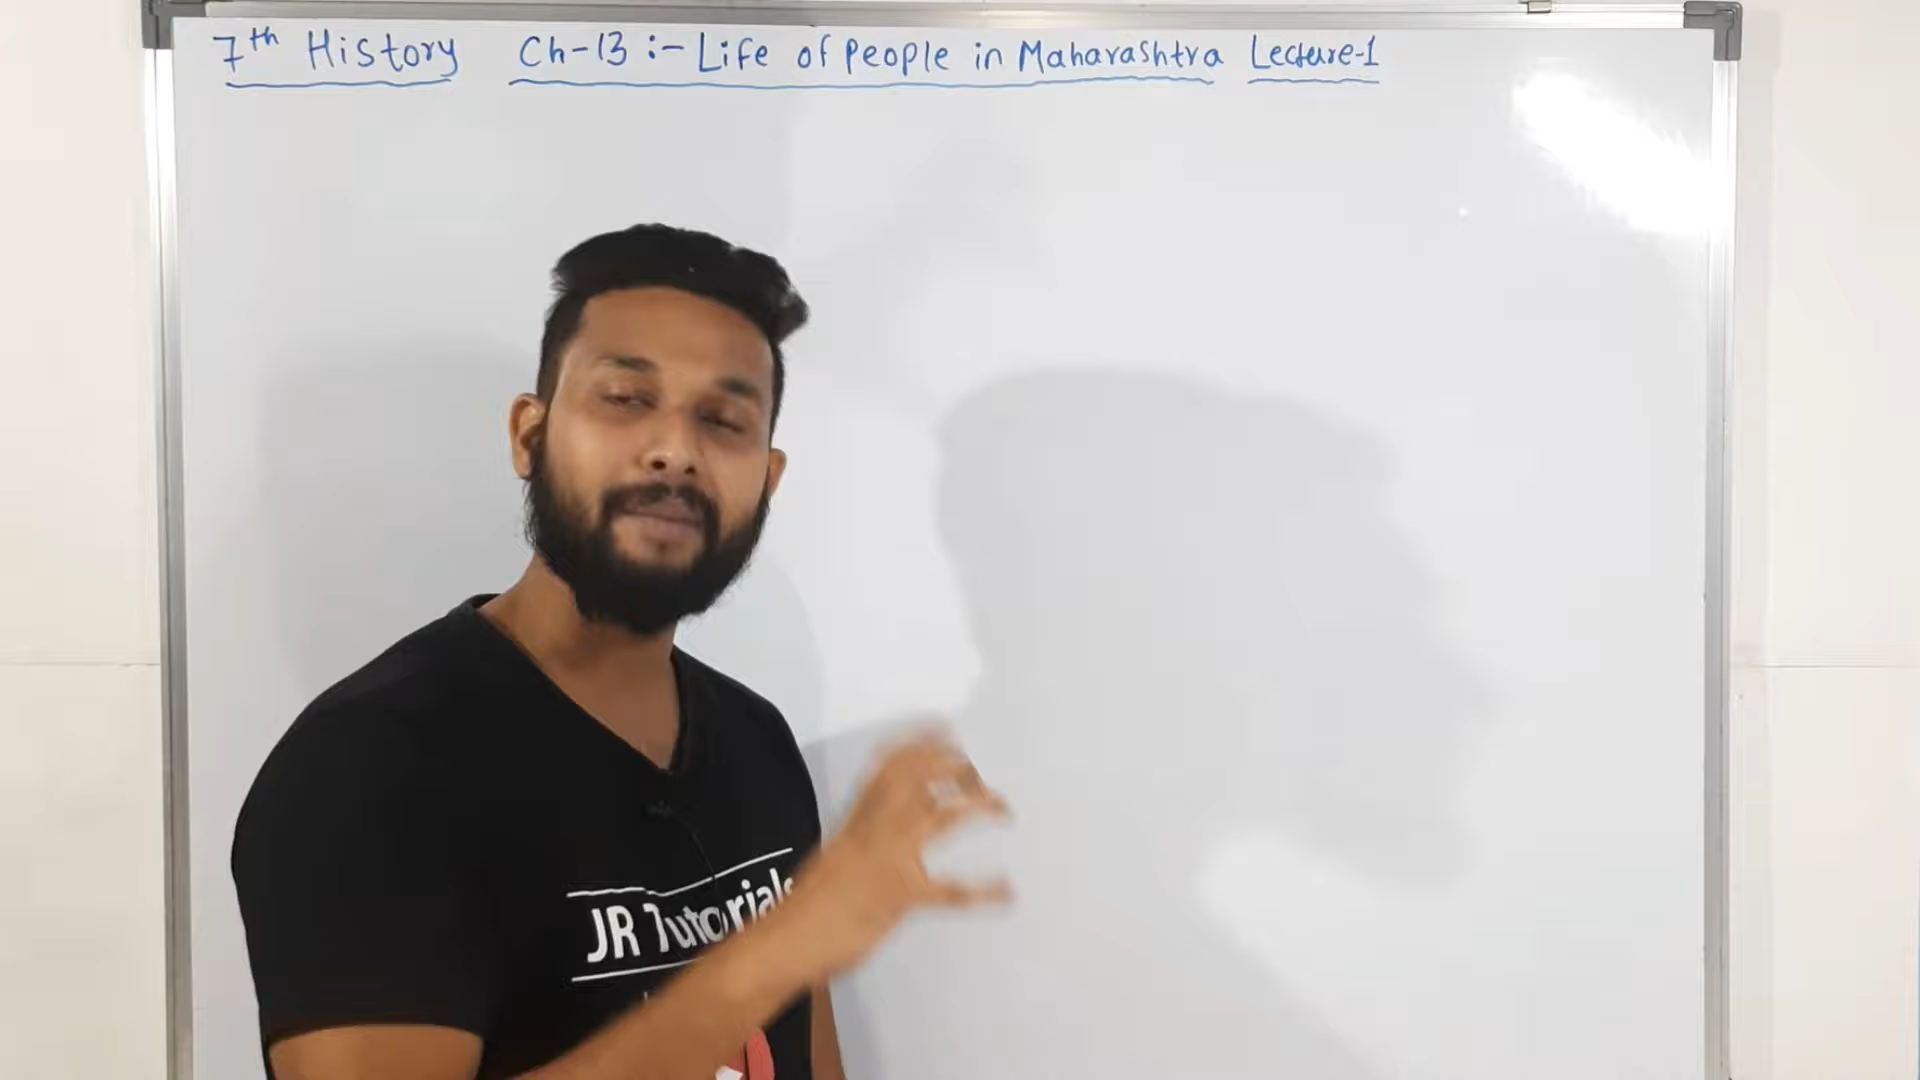 7th History Ch-13 :- Life of People in Maharashtra Lecture-1
JR Tutorials